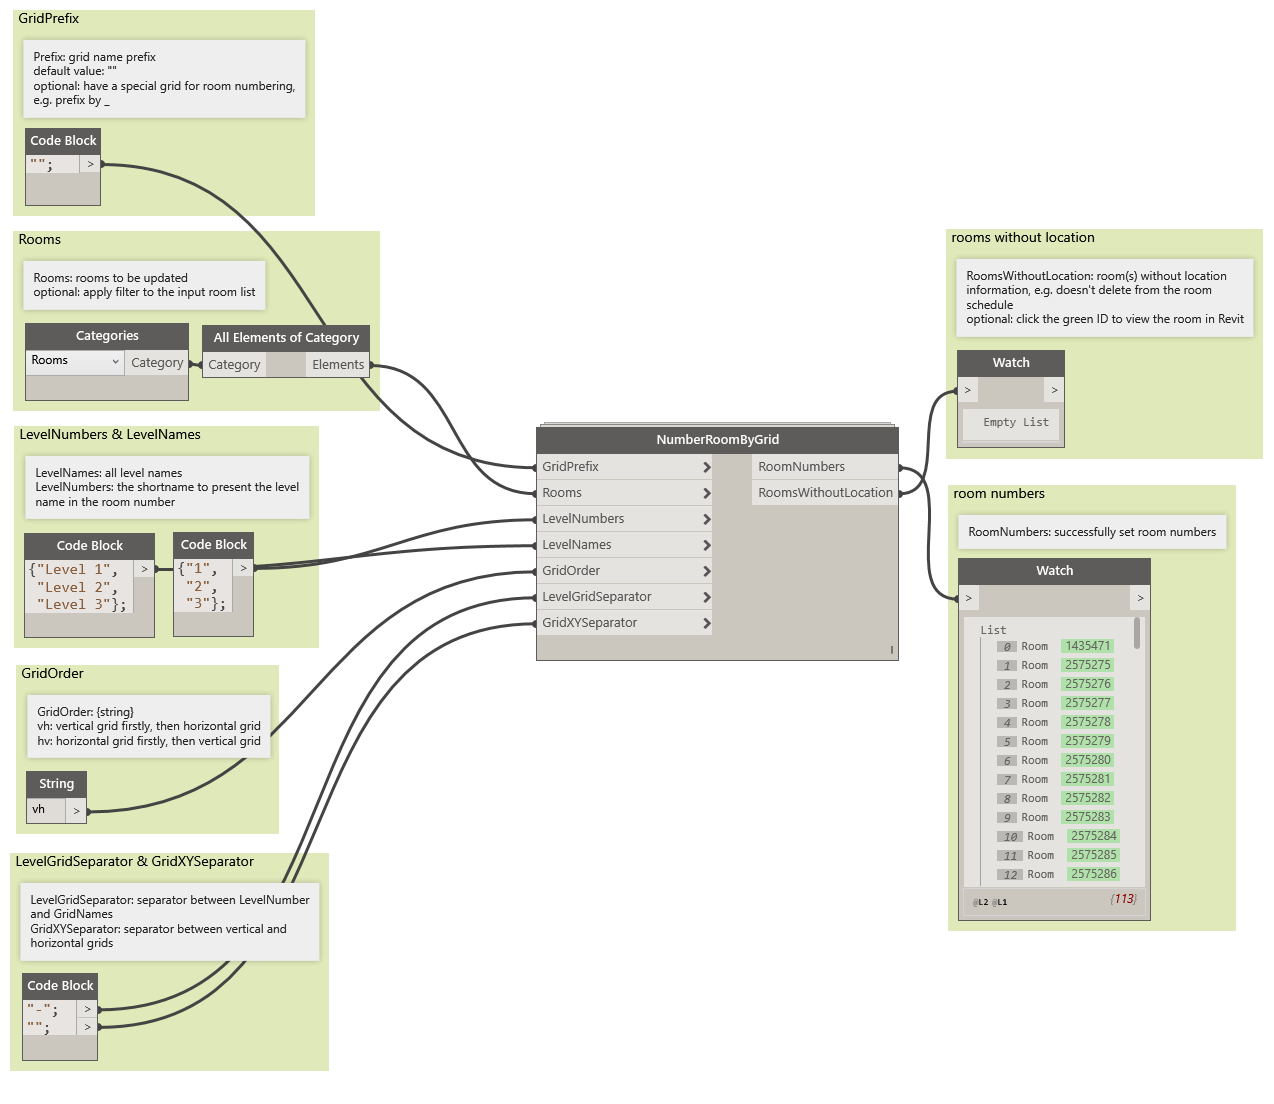 GridPrefix
Prefix: grid name prefix
default value: ""
optional: have a special grid for room numbering,
e.g. prefix by _
Code Block
"";
>
Rooms
Rooms: rooms to be updated
optional: apply filter to the input room list
Categories
Rooms
Category
All Elements of Category
Category
Elements
LevelNumbers & LevelNames
LevelNames: all level names
LevelNumbers: the shortname to present the level
name in the room number
Code Block
{"Level 1",
"Level 2",
"Level 3"};
>
Code Block
{"1",
"2",
"3"};
>
GridOrder
GridOrder: {string}
vh: vertical grid firstly, then horizontal grid
hv: horizontal grid firstly, then vertical grid
String
vh
>
LevelGridSeparator & GridXYSeparator
LevelGridSeparator: separator between LevelNumber
and GridNames
GridXYSeparator: separator between vertical and
horizontal grids
Code Block
"-";
>
"";
>
NumberRoomByGrid
GridPrefix
Rooms
LevelNumbers
LevelNames
GridOrder
LevelGridSeparator
GridXYSeparator
RoomNumbers
RoomsWithoutLocation
l
rooms without location
RoomsWithoutLocation: room(s) without location
information, e.g. doesn't delete from the room
schedule
optional: click the green ID to view the room in Revit
Watch
> >
Empty List
room numbers
RoomNumbers: successfully set room numbers
Watch
> >
List
0 Room 1435471
1 Room 2575275
2 Room 2575276
3 Room 2575277
4 Room 2575278
5 Room 2575279
6 Room 2575280
7 Room 2575281
8 Room 2575282
9 Room 2575283
10 Room 2575284
11 Room 2575285
12 Room 2575286
@L2 @L1 {113}